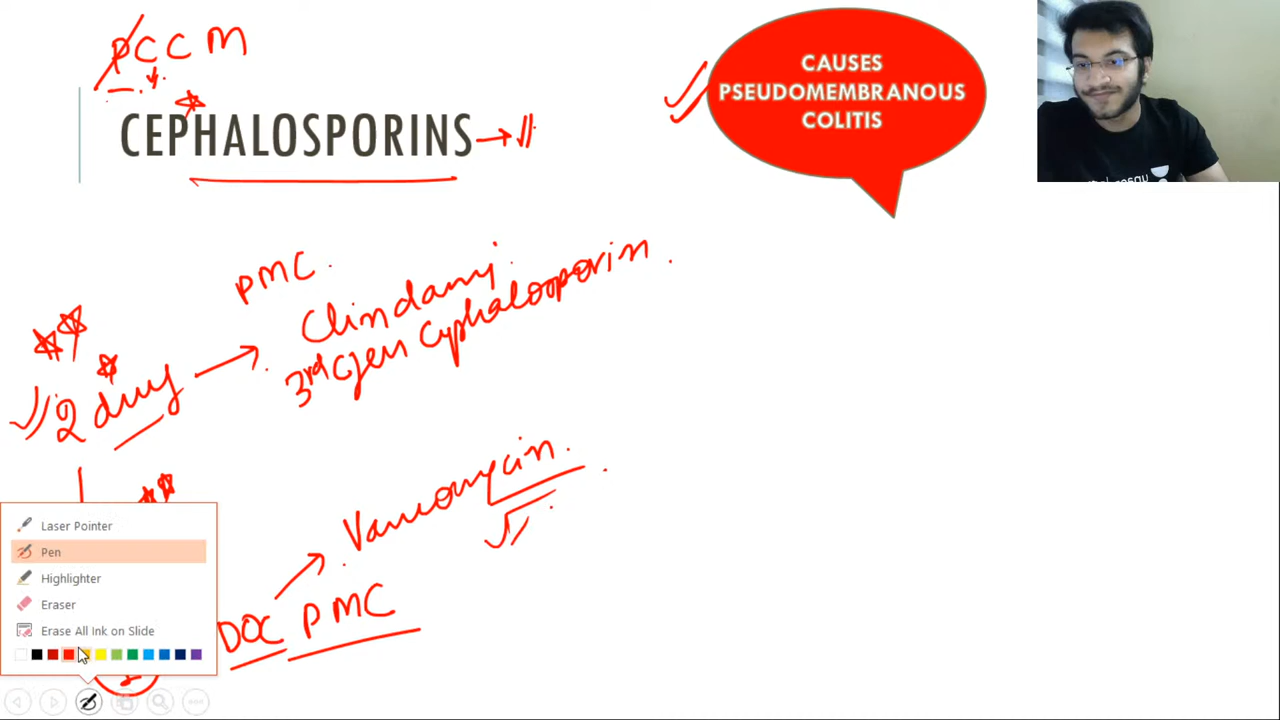 PCCM
CEPHALOSPORINS
CAUSES
PSEUDOMEMBRANOUS
COLITIS
PMC
Clindamy
3rd Gen Cephalosporin
2 drug
Vancomycin
DOC PMC
Laser Pointer
Pen
Highlighter
Eraser
Erase All Ink on Slide